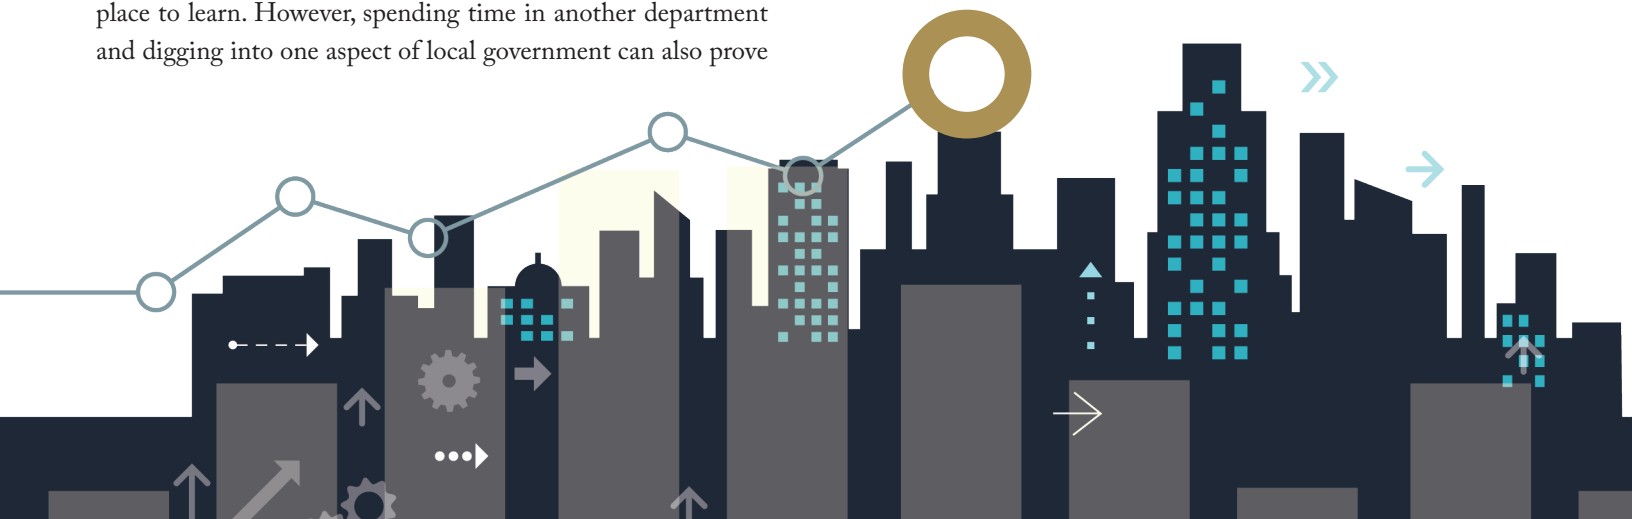 place to learn. However, spending time in another department
and digging into one aspect of local government can also prove